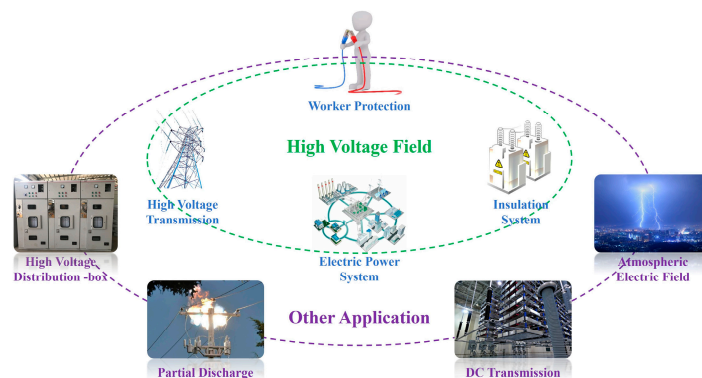 Worker Protection
High Voltage Field
High Voltage
Transmission
Insulation
System
High Voltage
Distribution -box
Electric Power
System
Atmospheric
Electric Field
Other Application
Partial Discharge
DC Transmission